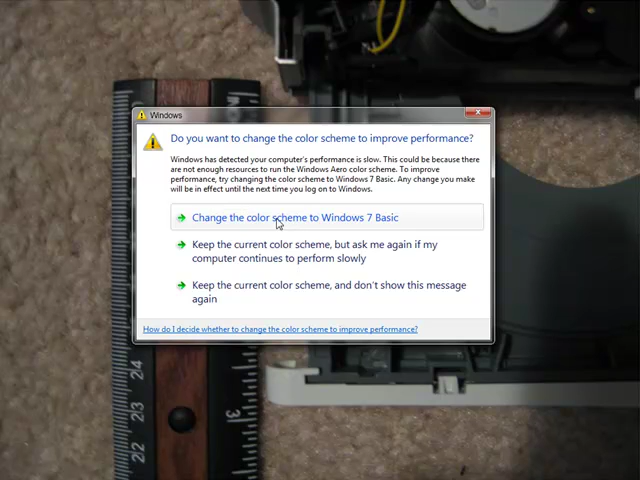 Windows
Do you want to change the color scheme to improve performance?
Windows has detected your computer's performance is slow. This could be because there
are not enough resources to run the Windows Aero color scheme. To improve
performance, try changing the color scheme to Windows 7 Basic. Any change you make
will be in effect until the next time you log on to Windows.
Change the color scheme to Windows 7 Basic
Keep the current color scheme, but ask me again if my
computer continues to perform slowly
Keep the current color scheme, and don't show this message
again
How do I decide whether to change the color scheme to improve performance?
24
23
3
22